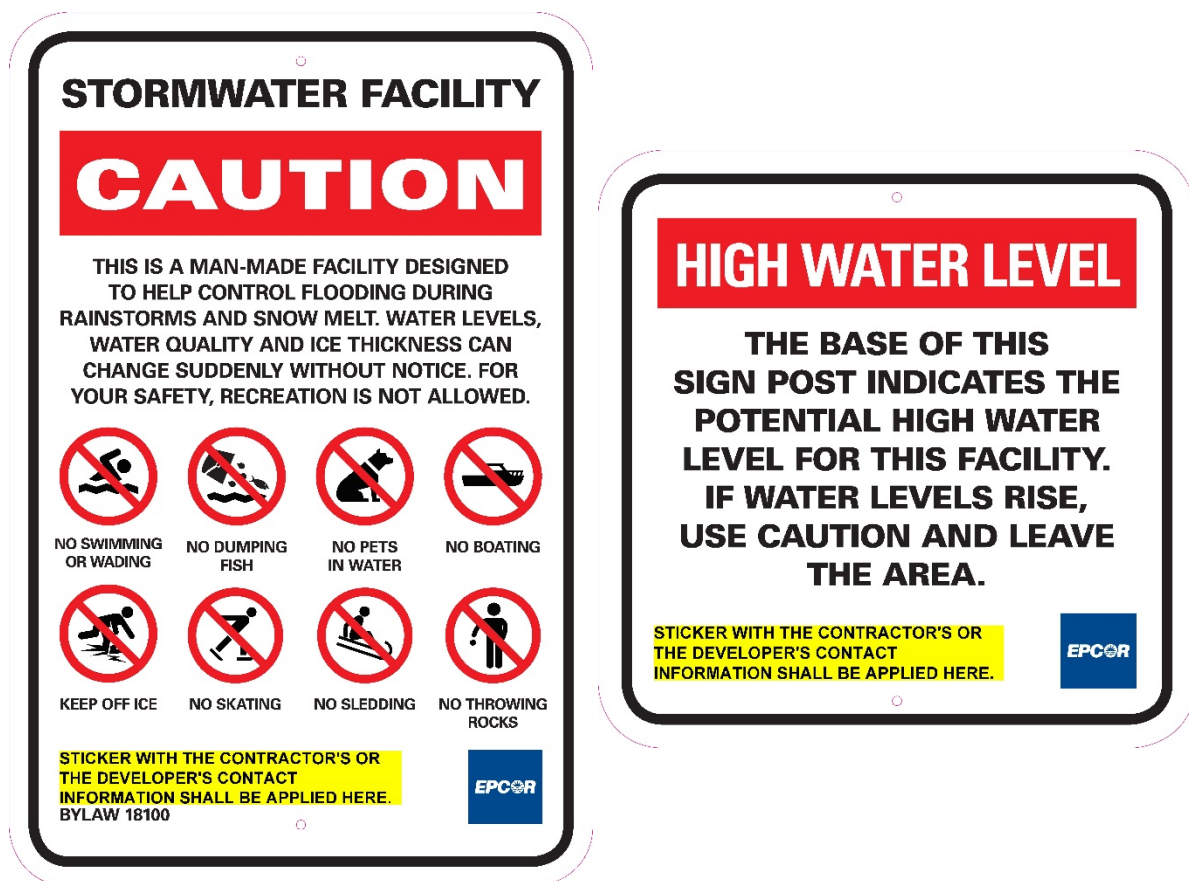 STORMWATER FACILITY
CAUTION
THIS IS A MAN-MADE FACILITY DESIGNED
TO HELP CONTROL FLOODING DURING
RAINSTORMS AND SNOW MELT. WATER LEVELS,
WATER QUALITY AND ICE THICKNESS CAN
CHANGE SUDDENLY WITHOUT NOTICE. FOR
YOUR SAFETY, RECREATION IS NOT ALLOWED.
NO SWIMMING
OR WADING
NO DUMPING
FISH
NO PETS
IN WATER
NO BOATING
KEEP OFF ICE
NO SKATING
NO SLEDDING
NO THROWING
ROCKS
STICKER WITH THE CONTRACTOR'S OR
THE DEVELOPER'S CONTACT
INFORMATION SHALL BE APPLIED HERE.
BYLAW 18100
EPCOR
HIGH WATER LEVEL
THE BASE OF THIS
SIGN POST INDICATES THE
POTENTIAL HIGH WATER
LEVEL FOR THIS FACILITY.
IF WATER LEVELS RISE,
USE CAUTION AND LEAVE
THE AREA.
STICKER WITH THE CONTRACTOR'S OR
THE DEVELOPER'S CONTACT
INFORMATION SHALL BE APPLIED HERE.
EPCOR